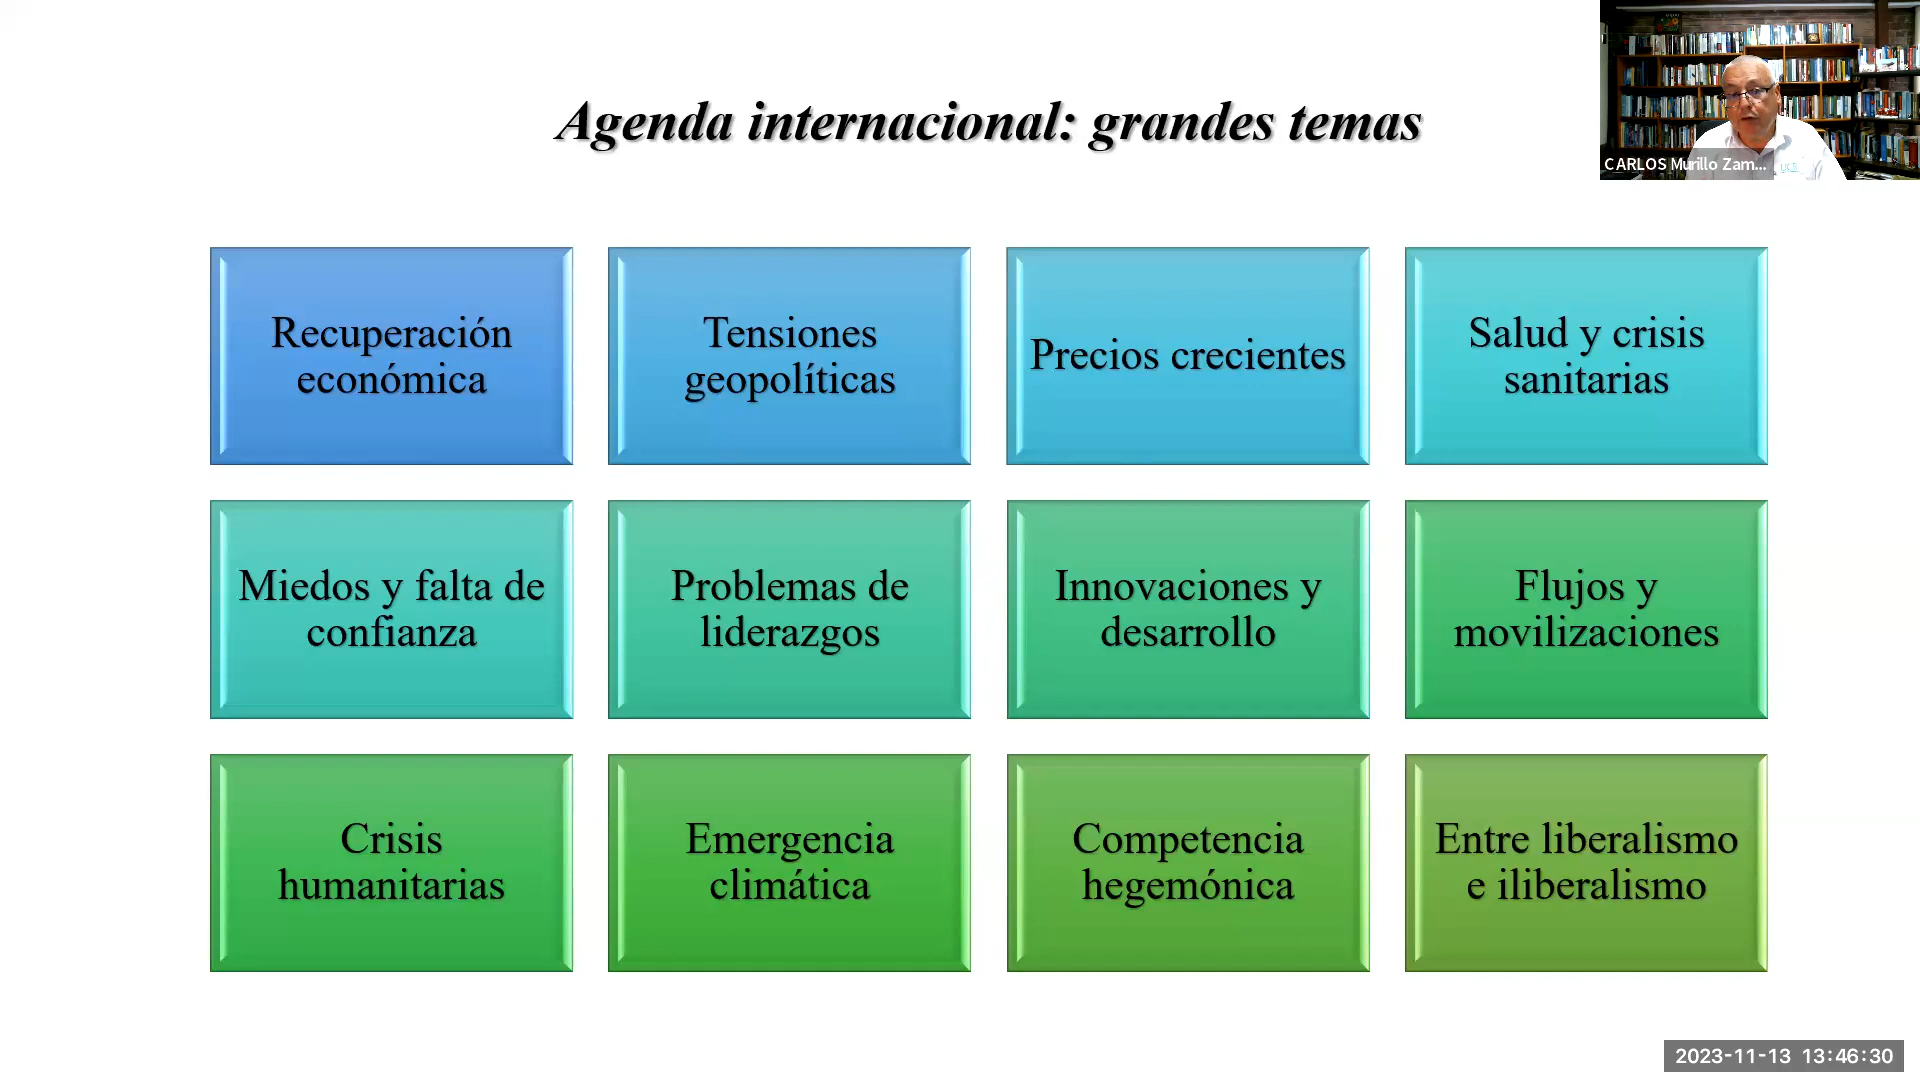 Agenda internacional: grandes temas
CARLOS Murillo Zam...
Recuperación
económica
Tensiones
geopolíticas
Precios crecientes
Salud y crisis
sanitarias
Miedos y falta de
confianza
Problemas de
liderazgos
Innovaciones y
desarrollo
Flujos y
movilizaciones
Crisis
humanitarias
Emergencia
climática
Competencia
hegemónica
Entre liberalismo
e iliberalismo
2023-11-13 13:46:30